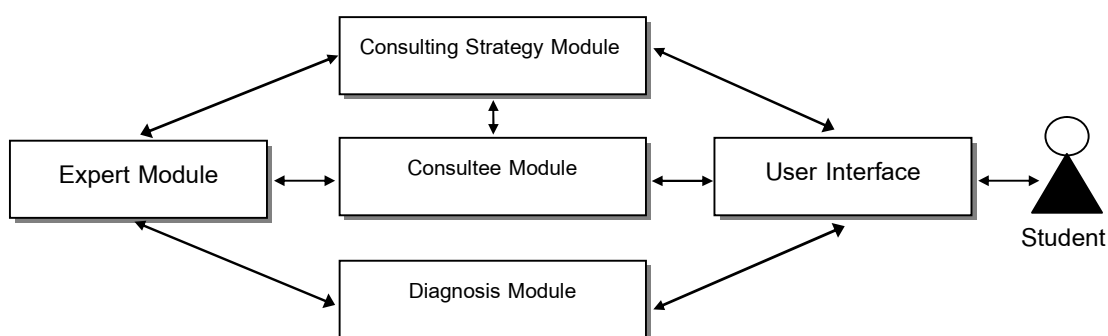 Consulting Strategy Module
Expert Module
Consultee Module
User Interface
Student
Diagnosis Module